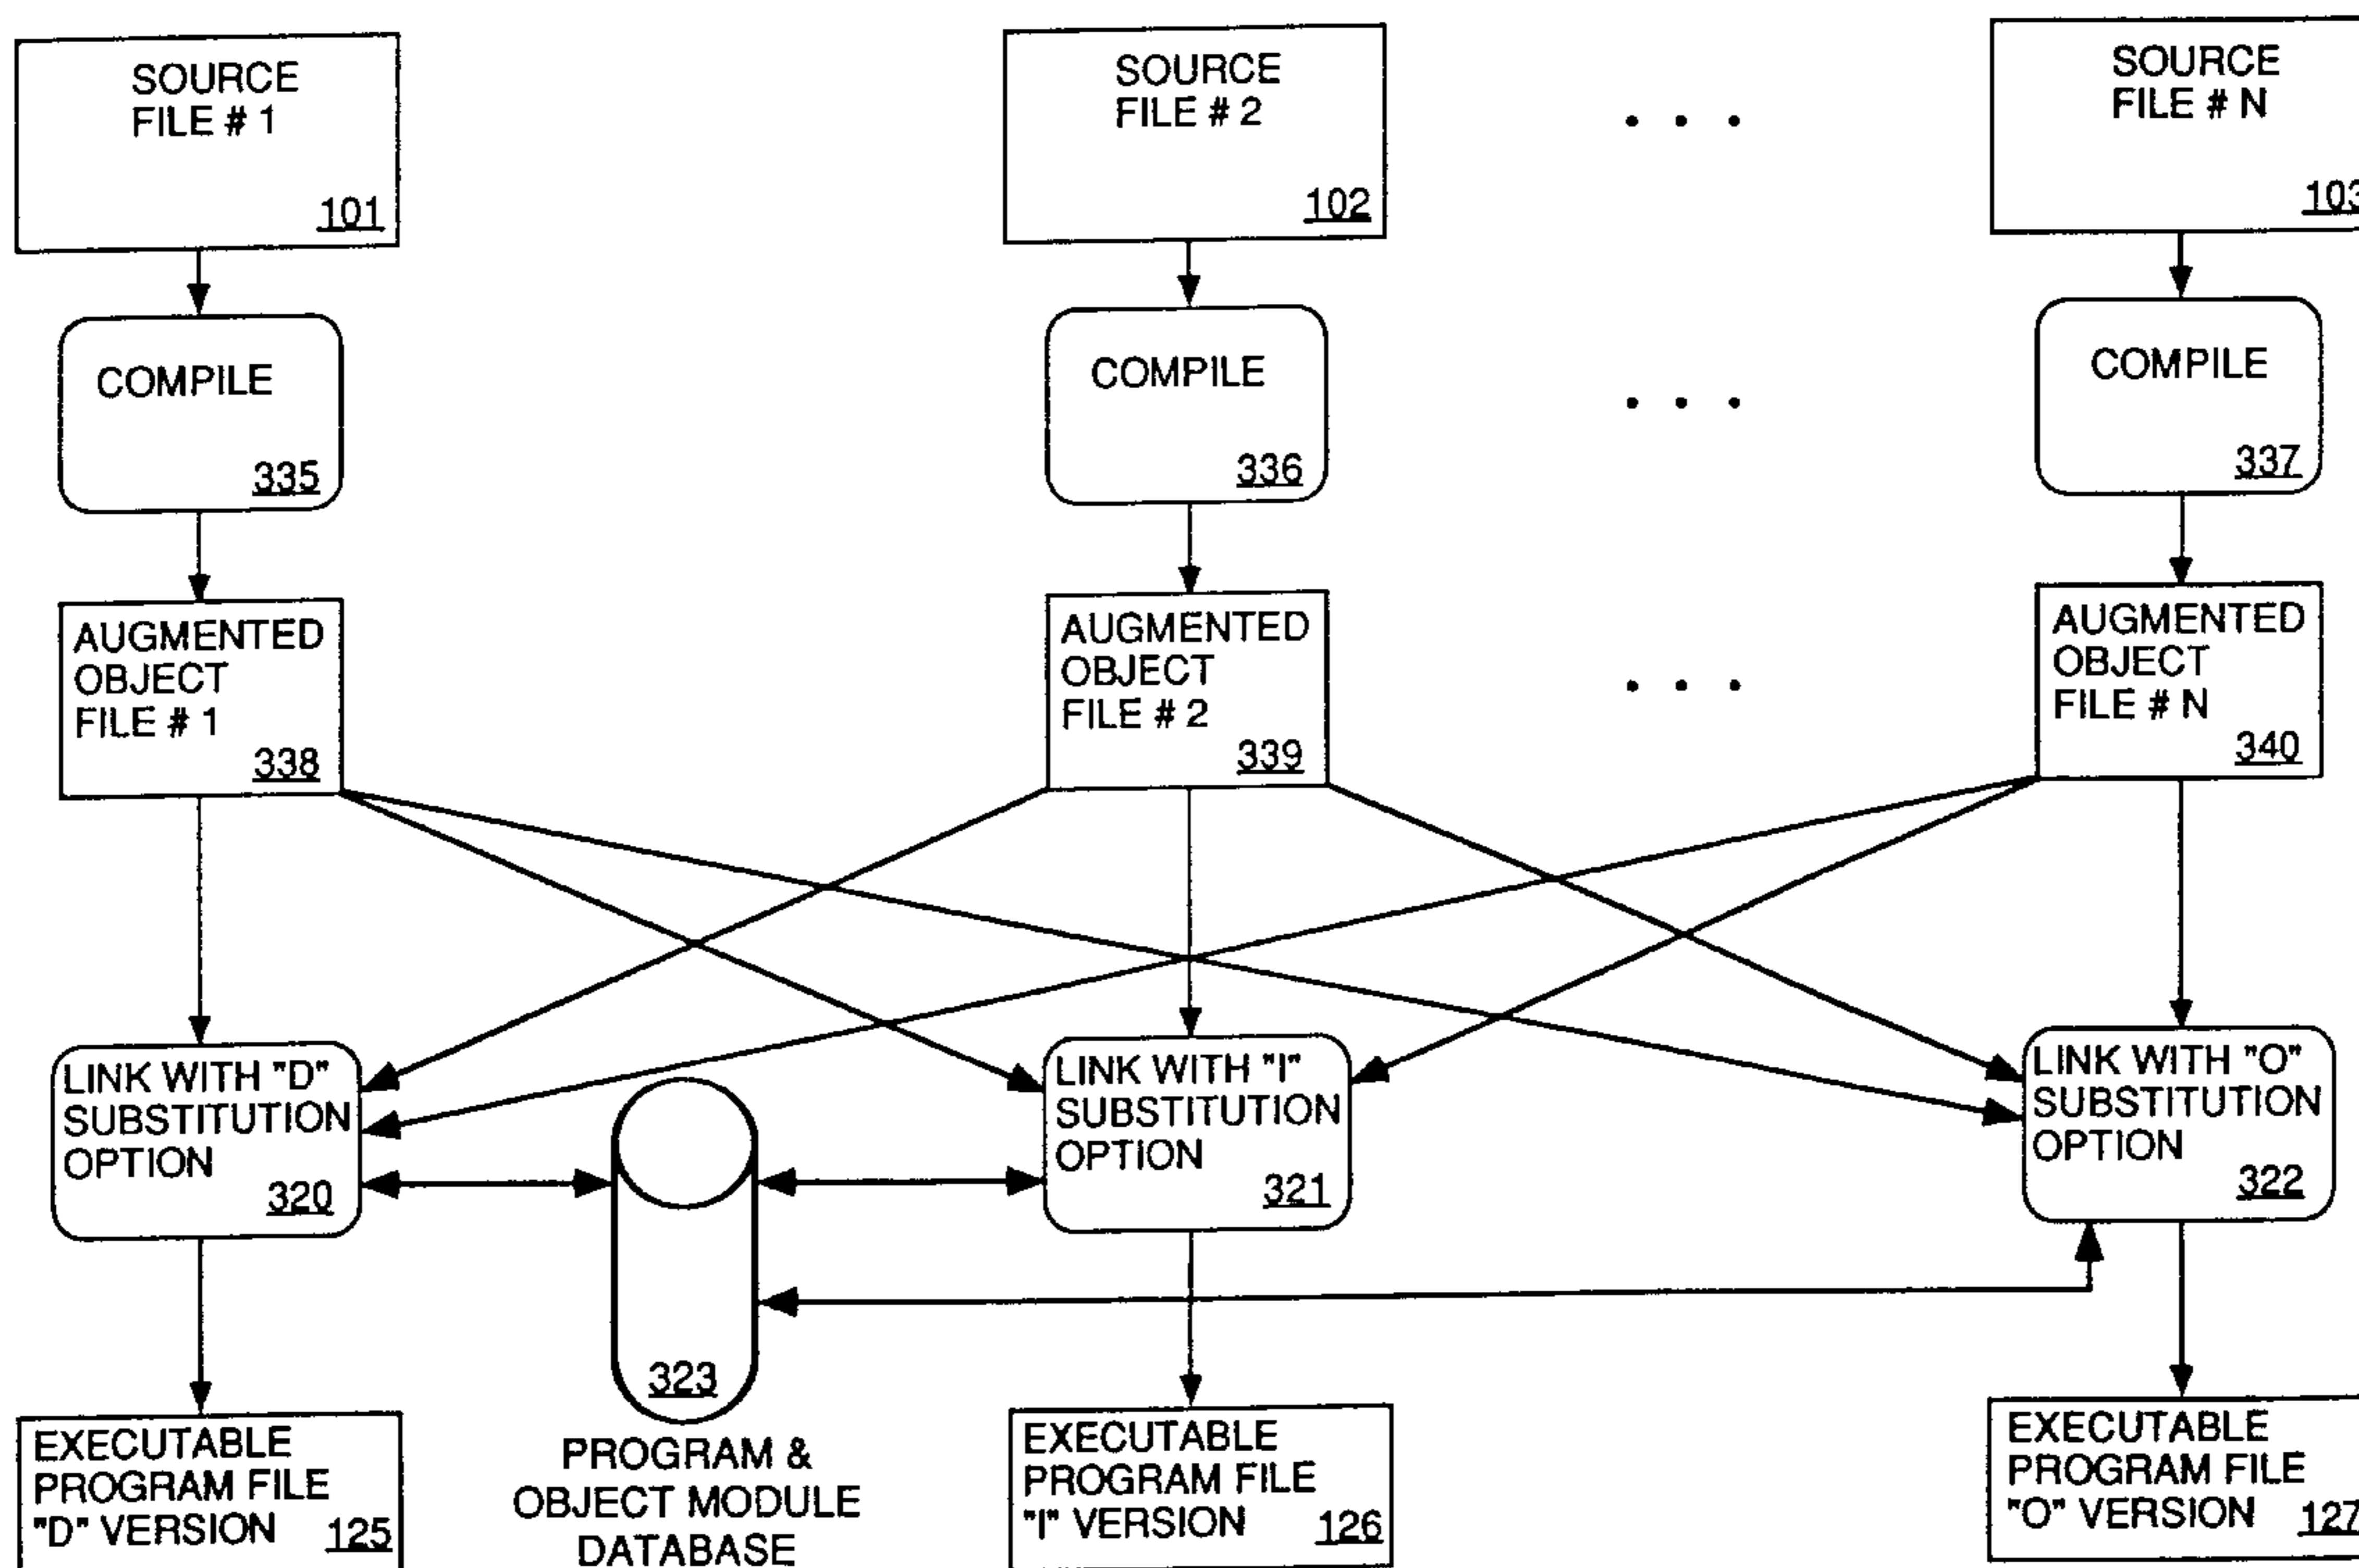 SOURCE
FILE # 1
101
SOURCE
FILE # 2
102
. . .
SOURCE
FILE # N
103
COMPILE
335
COMPILE
336
. . .
COMPILE
337
AUGMENTED
OBJECT
FILE # 1
338
AUGMENTED
OBJECT
FILE # 2
339
. . .
AUGMENTED
OBJECT
FILE # N
340
LINK WITH "D"
SUBSTITUTION
OPTION
320
LINK WITH "I"
SUBSTITUTION
OPTION
321
LINK WITH "O"
SUBSTITUTION
OPTION
322
323
PROGRAM &
OBJECT MODULE
DATABASE
EXECUTABLE
PROGRAM FILE
"D" VERSION
125
EXECUTABLE
PROGRAM FILE
"I" VERSION
126
EXECUTABLE
PROGRAM FILE
"O" VERSION
127